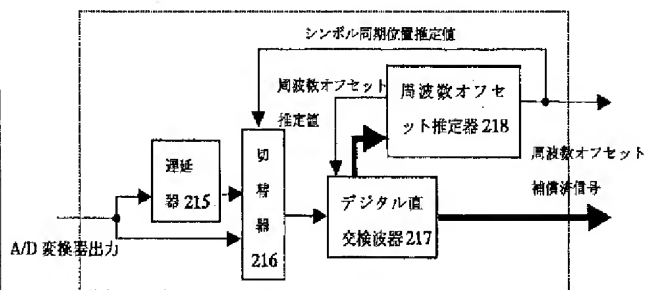 シンボル同期位置推定値
周波数オフセット
推定値
周波数オフセ
ット推定器 218
周波数オフセット
補償済信号
遅延
器 215
切
替
器
216
デジタル直
交検波器 217
A/D 変換器出力